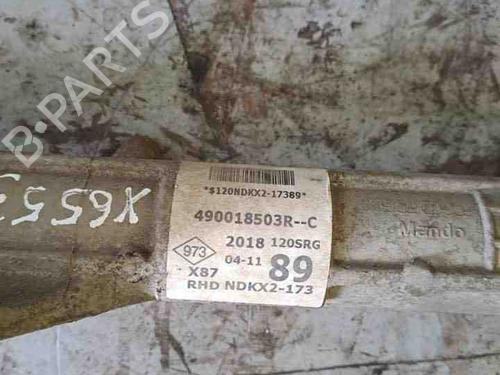 B-PARTS
*$120NDKX2-17389*
490018503R--C
973
2018 120SRG
04-11 89
X87
RHD NDKX2-173
Mando
X655